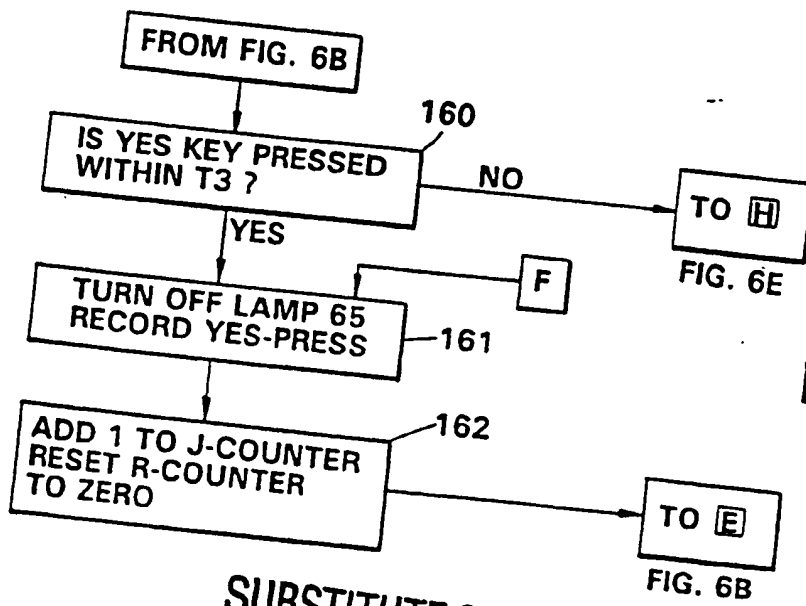 FROM FIG. 6B
160
IS YES KEY PRESSED
WITHIN T3 ?
NO
TO H
FIG. 6E
YES
F
TURN OFF LAMP 65
RECORD YES-PRESS
161
162
ADD 1 TO J-COUNTER
RESET R-COUNTER
TO ZERO
TO E
FIG. 6B